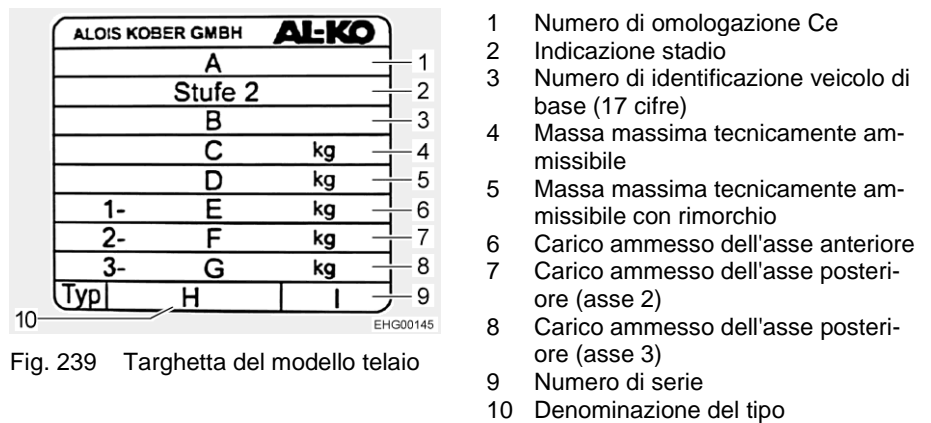 ALOIS KOBER GMBH AL-KO
A 1
Stufe 2 2
B 3
C kg 4
D kg 5
1- E kg 6
2- F kg 7
3- G kg 8
Typ H I 9
10
EHG00145
Fig. 239 Targhetta del modello telaio
1 Numero di omologazione Ce
2 Indicazione stadio
3 Numero di identificazione veicolo di
base (17 cifre)
4 Massa massima tecnicamente am-
missibile
5 Massa massima tecnicamente am-
missibile con rimorchio
6 Carico ammesso dell'asse anteriore
7 Carico ammesso dell'asse posteri-
ore (asse 2)
8 Carico ammesso dell'asse posteri-
ore (asse 3)
9 Numero di serie
10 Denominazione del tipo